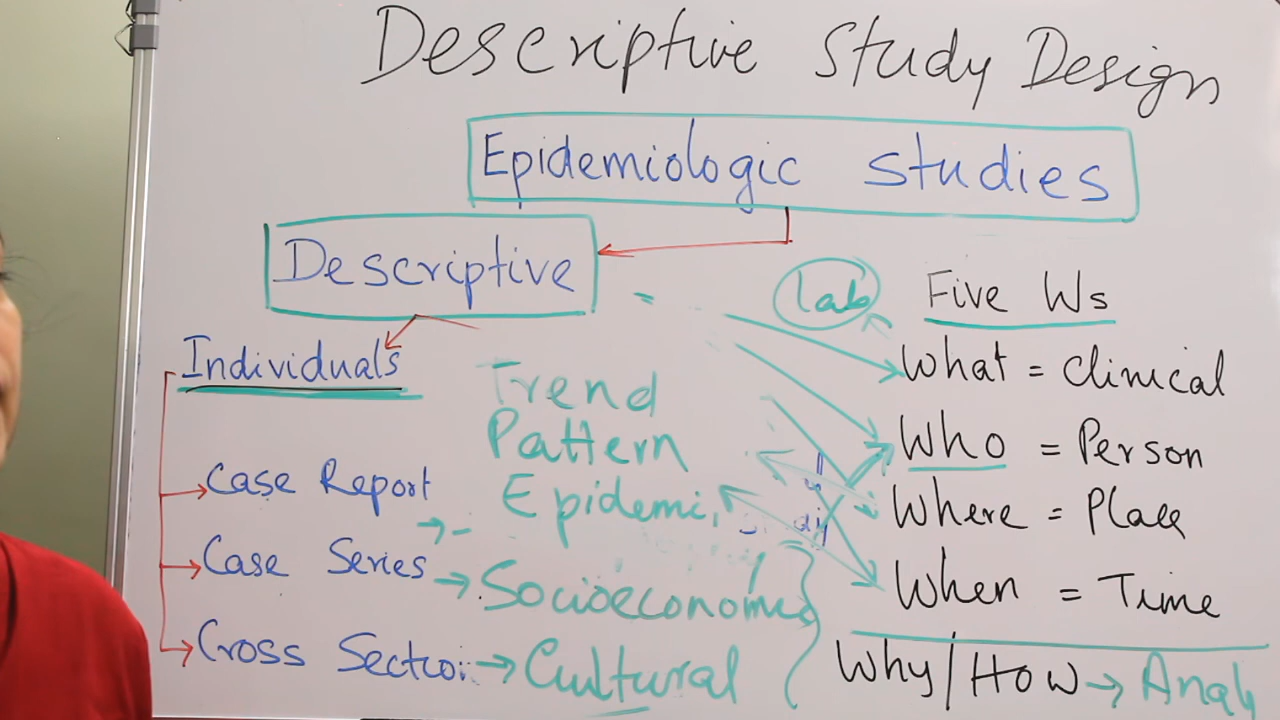 Descriptive Study Design
Epidemiologic studies
Descriptive
Individuals
Case Report
Case Series
Cross Sectio
Trend
Pattern
Epidemi
Socioeconomic
Cultural
lab
Five Ws
What = Clinical
Who = Person
Where = Place
When = Time
Why/How → Analy